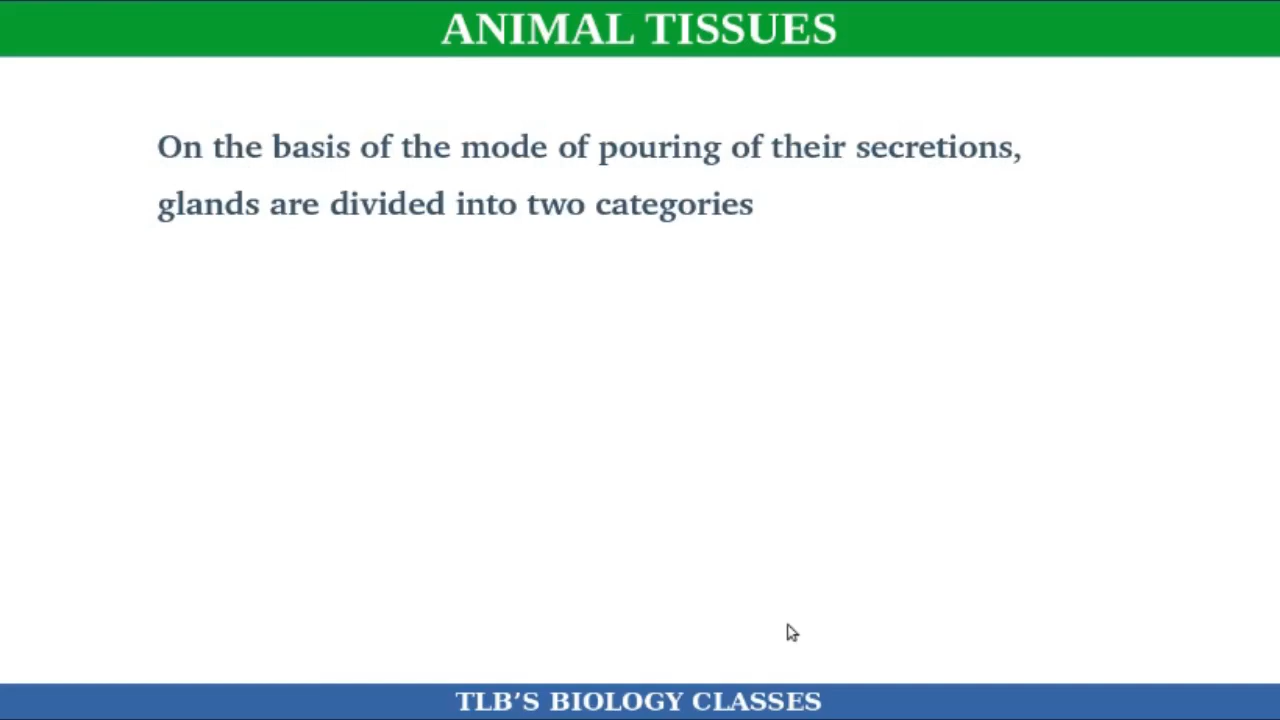 ANIMAL TISSUES
On the basis of the mode of pouring of their secretions,
glands are divided into two categories
TLB’S BIOLOGY CLASSES